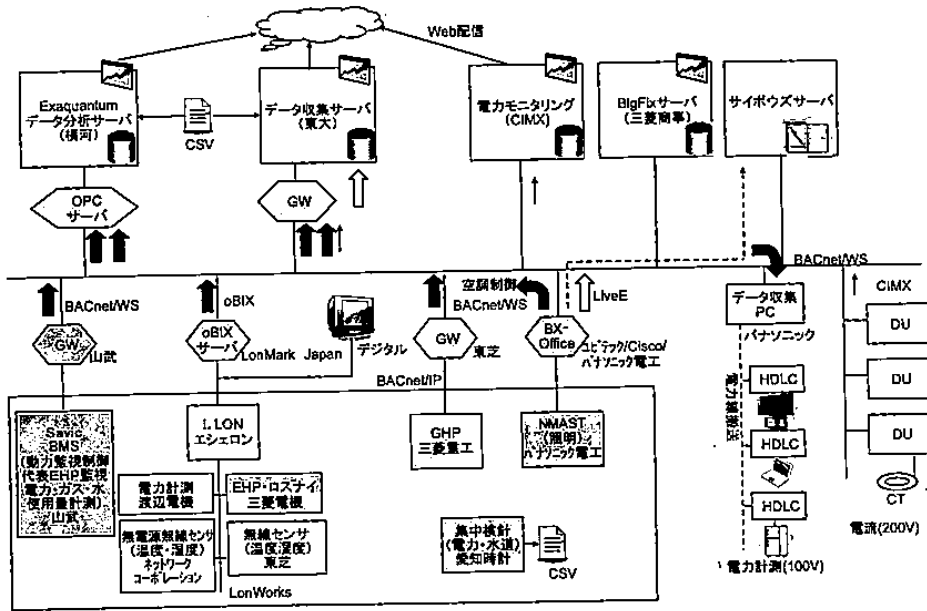 Web配信
Exaquantum
データ分析サーバ
(横河)
CSV
データ収集サーバ
(東大)
電力モニタリング
(CIMX)
BigFixサーバ
(三菱商事)
サイボウズサーバ
OPC
サーバ
GW
BACnet/WS
oBIX
空調制御
BACnet/WS
LiveE
BACnet/WS
GW
山武
oBIX
サーバ
LonMark Japan
デジタル
GW
東芝
BX-
Office
ユビテック/Cisco/
パナソニック電工
データ収集
PC
パナソニック
CiMX
DU
DU
DU
CT
電流(200V)
BACnet/IP
Savic
BMS
(動力監視制御
代表EHP監視
電力・ガス・水
使用量計測)
山武
I. LON
エシェロン
GHP
三菱重工
NMAST
(照明)
パナソニック電工
電力線搬送
HDLC
HDLC
HDLC
電力計測(100V)
電力計測
渡辺電機
EHP・ロスナイ
三菱電機
無電源無線センサ
(温度・湿度)
ネットワーク
コーポレーション
無線センサ
(温度湿度)
東芝
集中検針
(電力・水道)
愛知時計
CSV
LonWorks